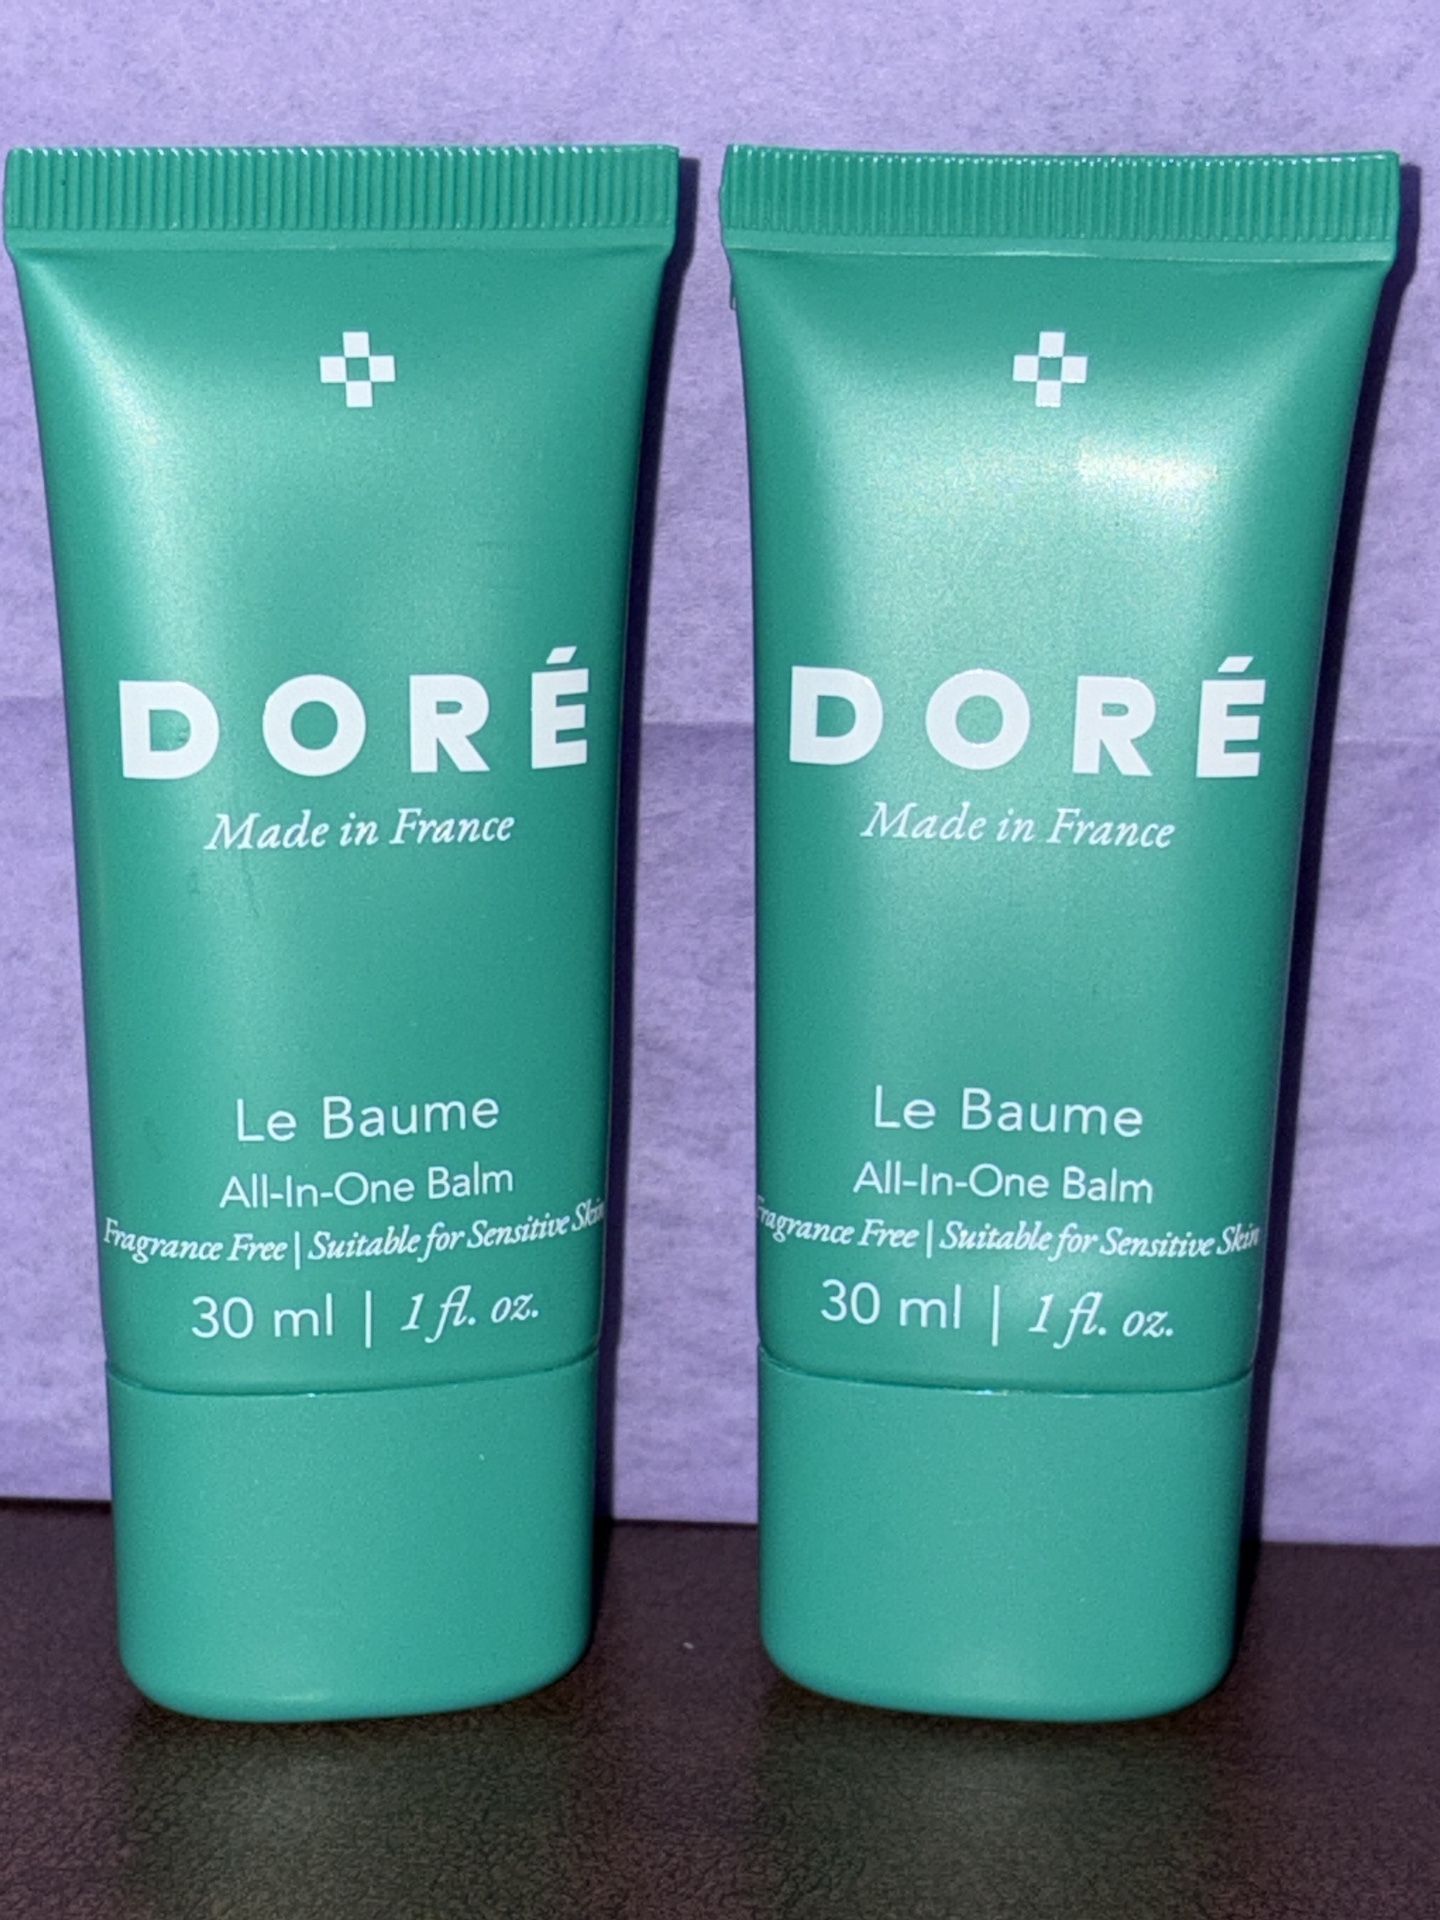 DORÉ
Made in France
Le Baume
All-In-One Balm
Fragrance Free | Suitable for Sensitive Skin
30 ml | 1 fl. oz.
DORÉ
Made in France
Le Baume
All-In-One Balm
Fragrance Free | Suitable for Sensitive Skin
30 ml | 1 fl. oz.